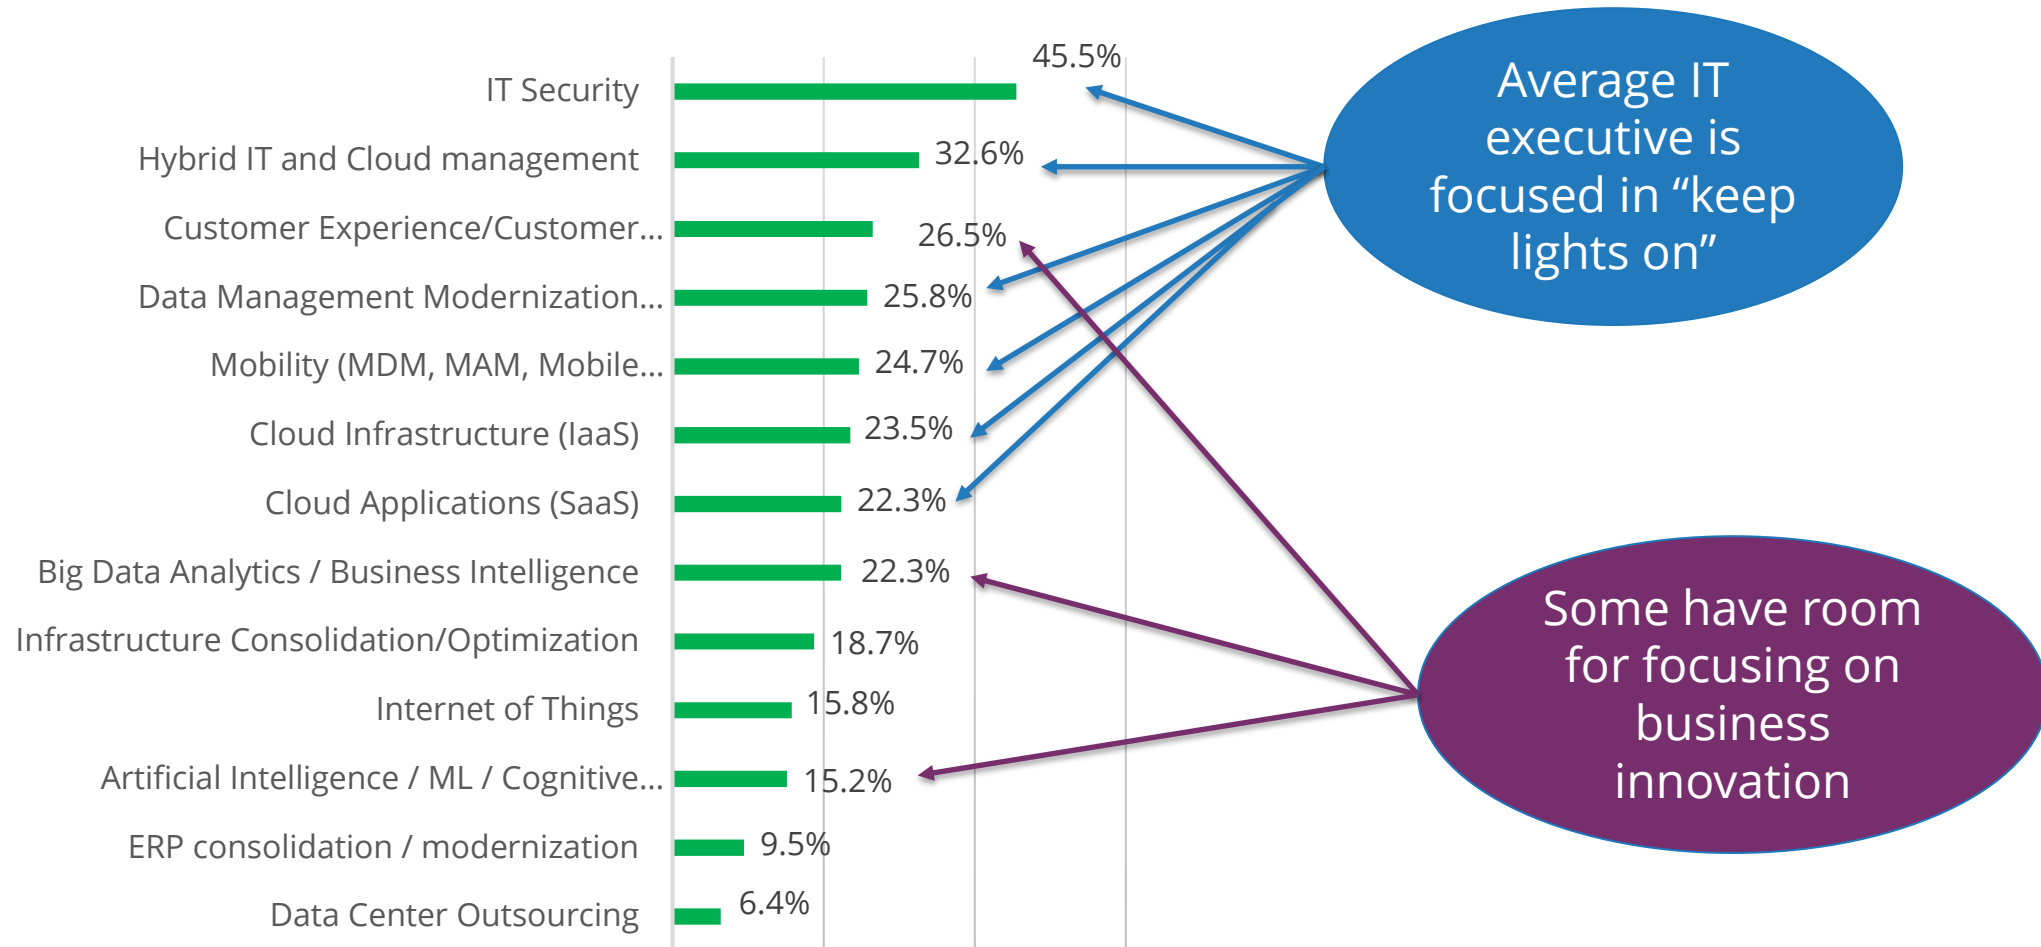 IT Security
45.5%
Hybrid IT and Cloud management
32.6%
Customer Experience/Customer...
26.5%
Data Management Modernization...
25.8%
Mobility (MDM, MAM, Mobile...
24.7%
Cloud Infrastructure (IaaS)
23.5%
Cloud Applications (SaaS)
22.3%
Big Data Analytics / Business Intelligence
22.3%
Infrastructure Consolidation/Optimization
18.7%
Internet of Things
15.8%
Artificial Intelligence / ML / Cognitive...
15.2%
ERP consolidation / modernization
9.5%
Data Center Outsourcing
6.4%
Average IT
executive is
focused in “keep
lights on”
Some have room
for focusing on
business
innovation